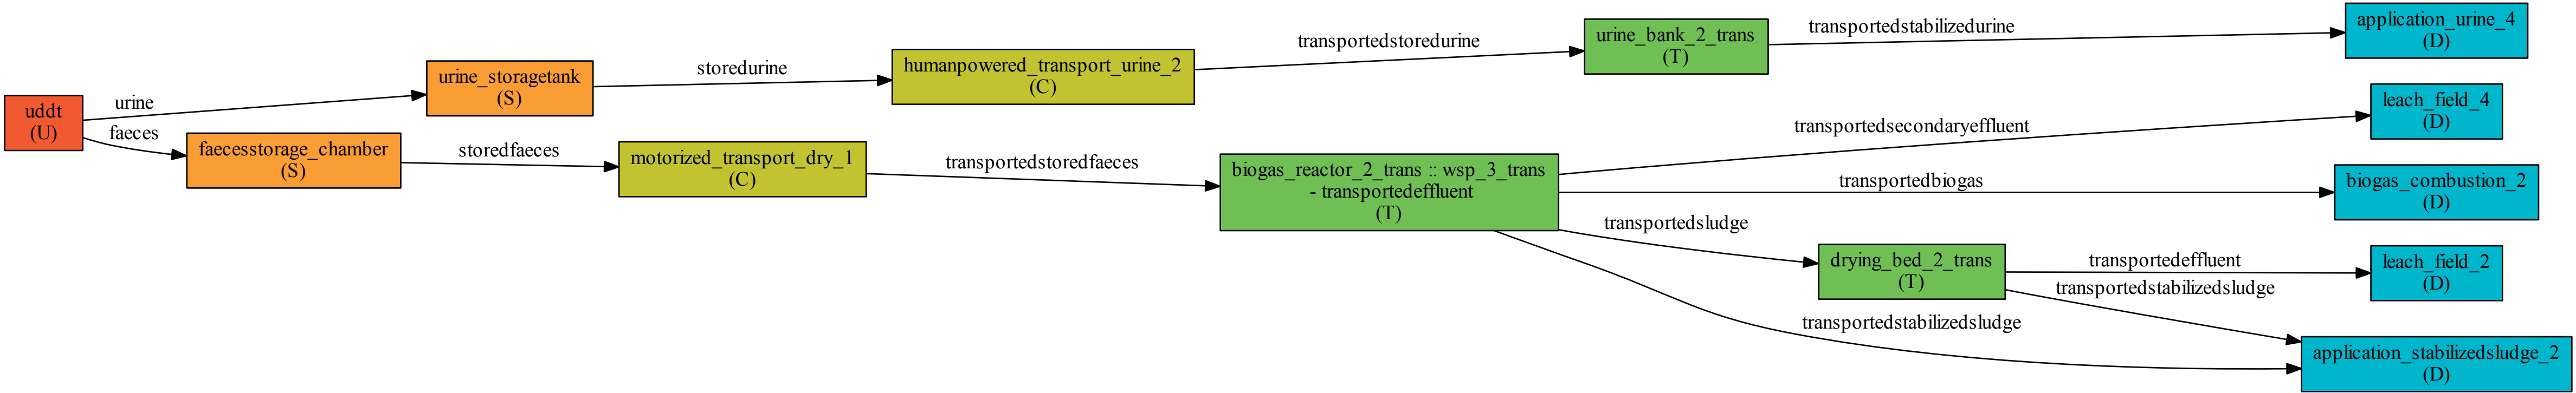 uddt
(U)
urine
faeces
urine_storagetank
(S)
faecesstorage_chamber
(S)
storedurine
storedfaeces
humanpowered_transport_urine_2
(C)
motorized_transport_dry_1
(C)
transportedstoredurine
transportedstoredfaeces
urine_bank_2_trans
(T)
biogas_reactor_2_trans :: wsp_3_trans
- transportedeffluent
(T)
transportedstabilizedurine
transportedsecondaryeffluent
transportedbiogas
transportedsludge
drying_bed_2_trans
(T)
transportedeffluent
transportedstabilizedsludge
transportedstabilizedsludge
application_urine_4
(D)
leach_field_4
(D)
biogas_combustion_2
(D)
leach_field_2
(D)
application_stabilizedsludge_2
(D)